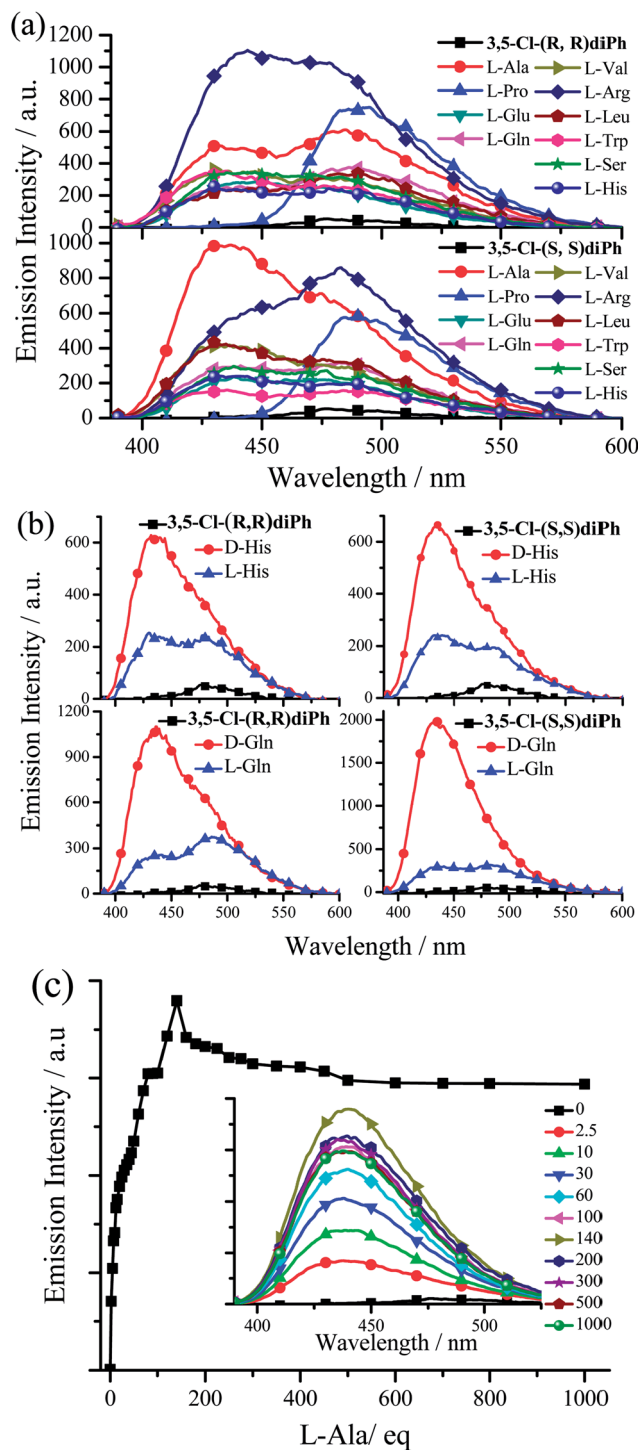 (a)
Emission Intensity / a.u.
1200
1000
800
600
400
200
0
3,5-Cl-(R, R)diPh
L-Ala
L-Val
L-Pro
L-Arg
L-Glu
L-Leu
L-Gln
L-Trp
L-Ser
L-His
1000
800
600
400
200
0
3,5-Cl-(S, S)diPh
L-Ala
L-Val
L-Pro
L-Arg
L-Glu
L-Leu
L-Gln
L-Trp
L-Ser
L-His
400 450 500 550 600
Wavelength / nm
(b)
Emission Intensity / a.u.
3,5-Cl-(R,R)diPh
D-His
L-His
600
400
200
0
3,5-Cl-(S,S)diPh
D-His
L-His
600
400
200
0
3,5-Cl-(R,R)diPh
D-Gln
L-Gln
1200
900
600
300
0
400 450 500 550 600
3,5-Cl-(S,S)diPh
D-Gln
L-Gln
2000
1500
1000
500
0
400 450 500 550 600
Wavelength / nm
(c)
Emission Intensity / a.u
0
2.5
10
30
60
100
140
200
300
500
1000
400 450 500
Wavelength / nm
0 200 400 600 800 1000
L-Ala/ eq